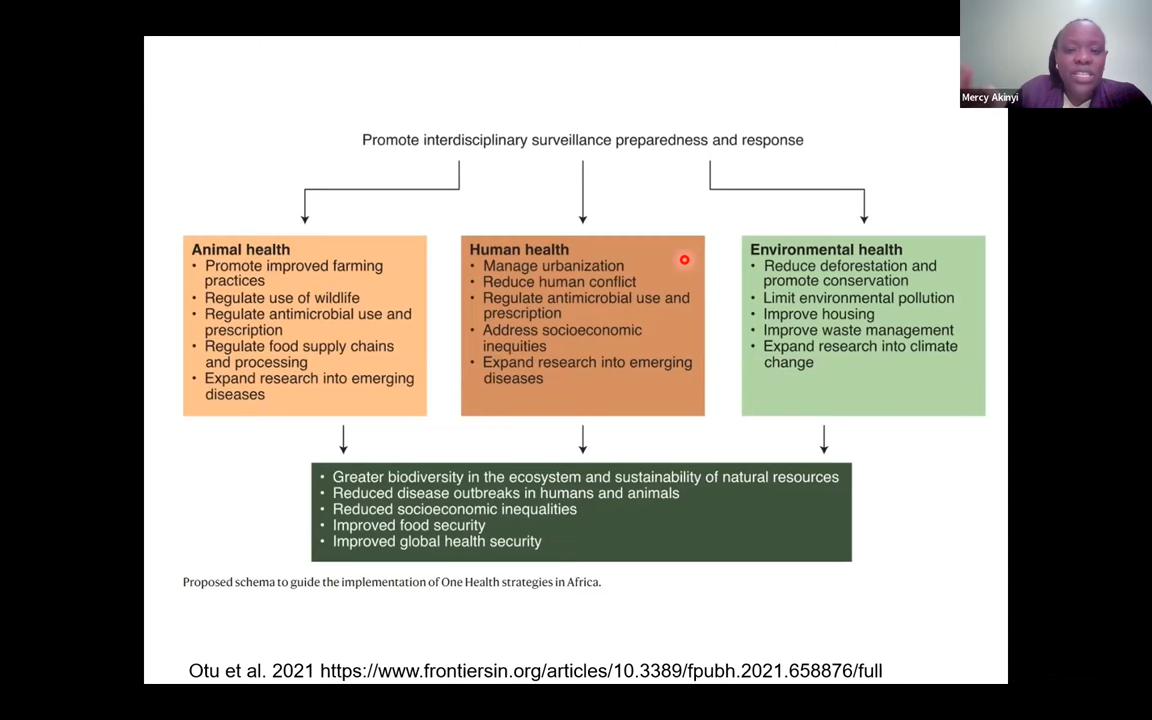 Mercy Akinyi
Promote interdisciplinary surveillance preparedness and response
Animal health
• Promote improved farming
practices
• Regulate use of wildlife
• Regulate antimicrobial use and
prescription
• Regulate food supply chains
and processing
• Expand research into emerging
diseases
Human health
• Manage urbanization
• Reduce human conflict
• Regulate antimicrobial use and
prescription
• Address socioeconomic
inequities
• Expand research into emerging
diseases
Environmental health
• Reduce deforestation and
promote conservation
• Limit environmental pollution
• Improve housing
• Improve waste management
• Expand research into climate
change
• Greater biodiversity in the ecosystem and sustainability of natural resources
• Reduced disease outbreaks in humans and animals
• Reduced socioeconomic inequalities
• Improved food security
• Improved global health security
Proposed schema to guide the implementation of One Health strategies in Africa.
Otu et al. 2021 https://www.frontiersin.org/articles/10.3389/fpubh.2021.658876/full